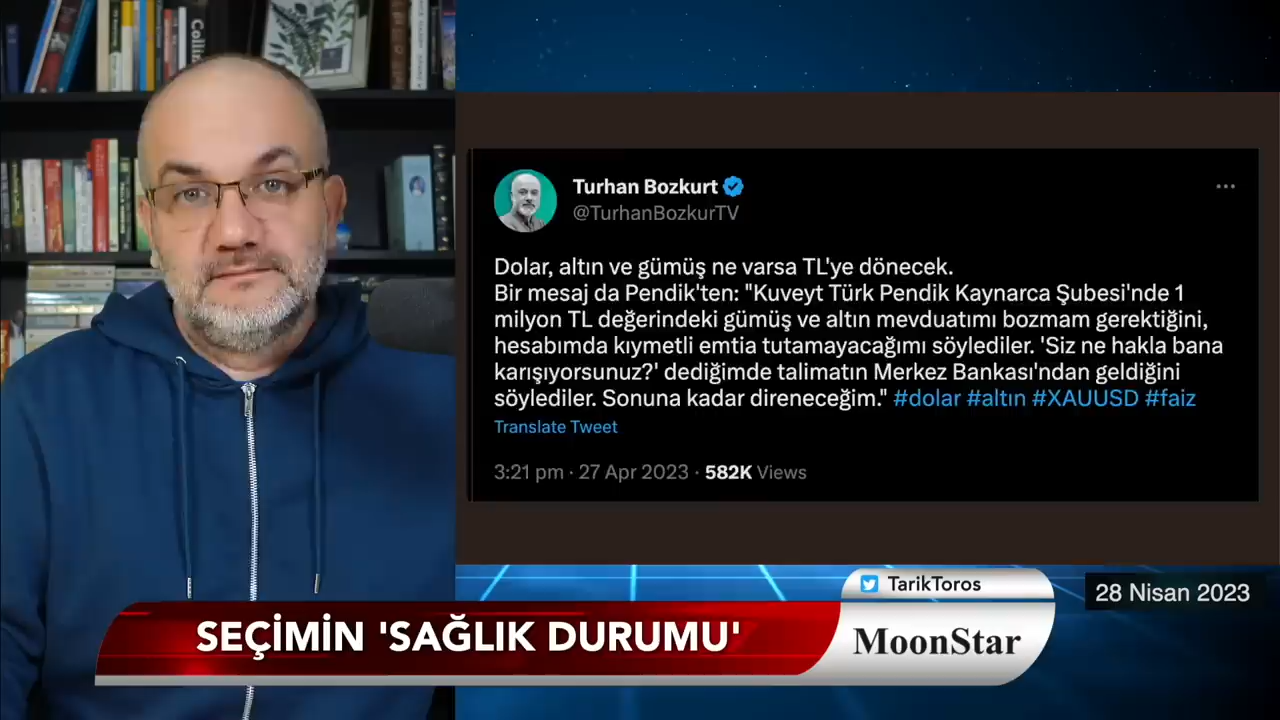 Collin
Turhan Bozkurt
@TurhanBozkurTV
Dolar, altın ve gümüş ne varsa TL'ye dönecek.
Bir mesaj da Pendik'ten: "Kuveyt Türk Pendik Kaynarca Şubesi'nde 1
milyon TL değerindeki gümüş ve altın mevduatımı bozmam gerektiğini,
hesabımda kıymetli emtia tutamayacağımı söylediler. 'Siz ne hakla bana
karışıyorsunuz?' dediğimde talimatın Merkez Bankası'ndan geldiğini
söylediler. Sonuna kadar direneceğim." #dolar #altın #XAUUSD #faiz
Translate Tweet
3:21 pm · 27 Apr 2023 · 582K Views
TarikToros
28 Nisan 2023
SEÇİMİN 'SAĞLIK DURUMU'
MoonStar